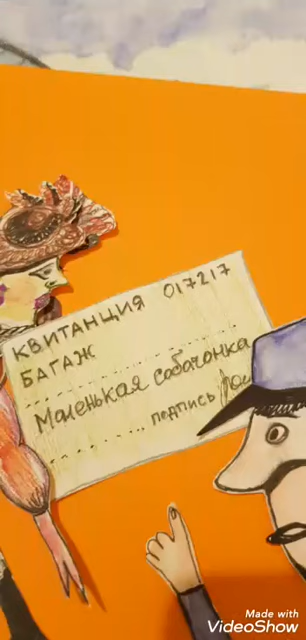 КВИТАНЦИЯ 017217
БАГАЖ
Маленькая собачонка
подпись
Made with
VideoShow